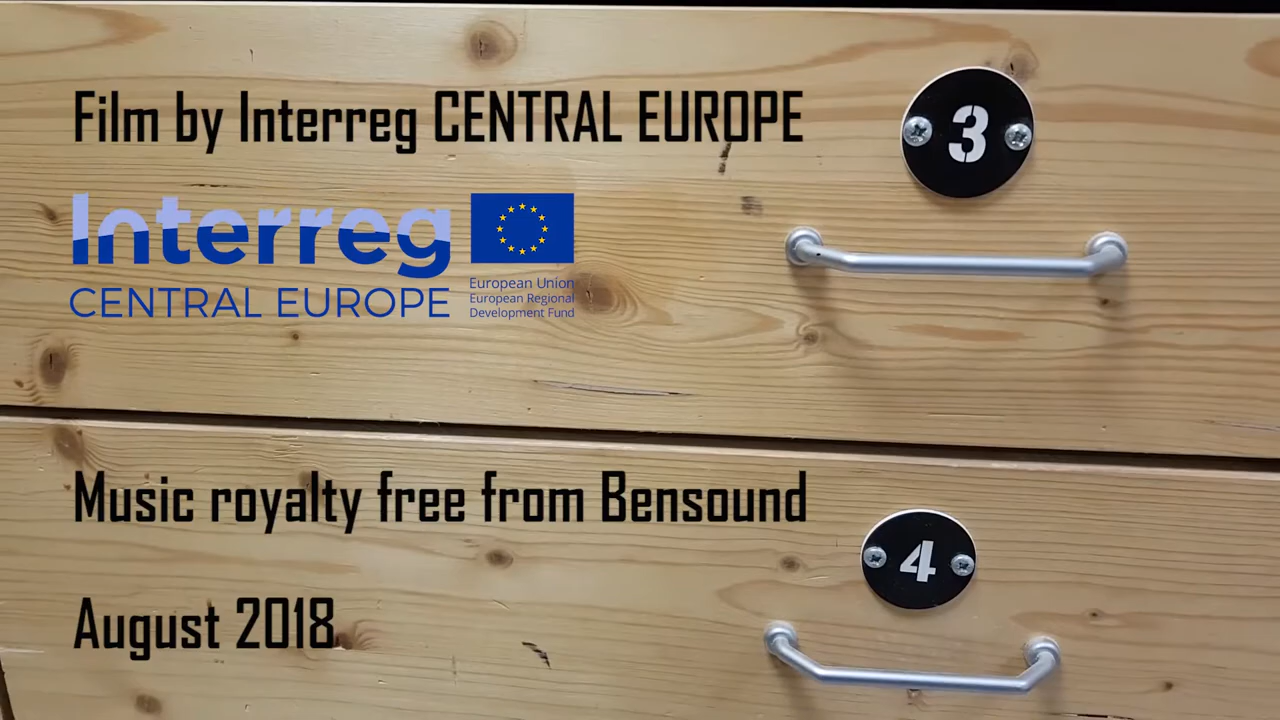 Film by Interreg CENTRAL EUROPE
3
Interreg
CENTRAL EUROPE
European Union
European Regional
Development Fund
Music royalty free from Bensound
4
August 2018